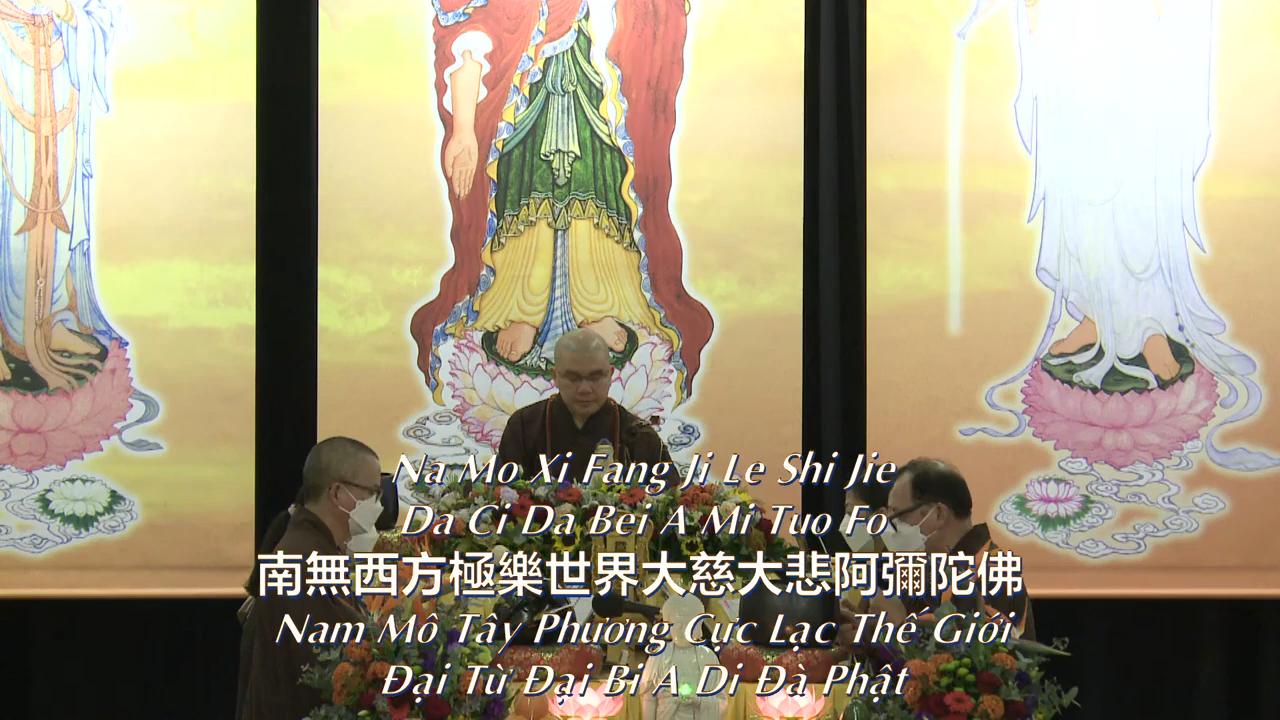 Na Mo Xi Fang Ji Le Shi Jie
Da Ci Da Bei A Mi Tuo Fo
南無西方極樂世界大慈大悲阿彌陀佛
Nam Mô Tây Phương Cực Lạc Thế Giới
Đại Từ Đại Bi A Di Đà Phật